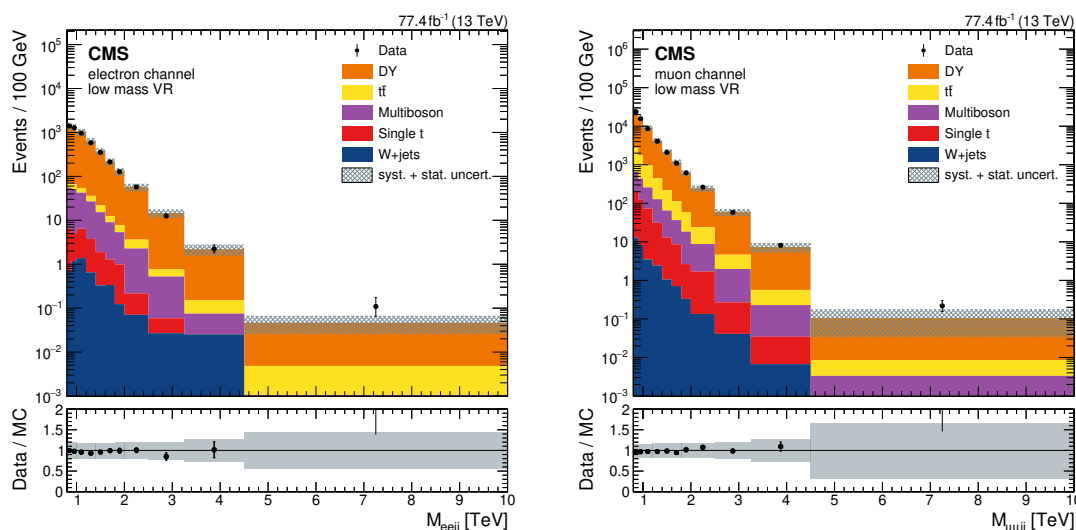 77.4 fb⁻¹ (13 TeV)
CMS
electron channel
low mass VR
Data
DY
tt̄
Multiboson
Single t
W+jets
syst. + stat. uncert.
Events / 100 GeV
10⁵
10⁴
10³
10²
10
1
10⁻¹
10⁻²
10⁻³
Data / MC
2
1.5
1
0.5
0
1 2 3 4 5 6 7 8 9 10
M_eejj [TeV]
77.4 fb⁻¹ (13 TeV)
CMS
muon channel
low mass VR
Data
DY
tt̄
Multiboson
Single t
W+jets
syst. + stat. uncert.
Events / 100 GeV
10⁶
10⁵
10⁴
10³
10²
10
1
10⁻¹
10⁻²
10⁻³
Data / MC
2
1.5
1
0.5
0
1 2 3 4 5 6 7 8 9 10
M_μμjj [TeV]